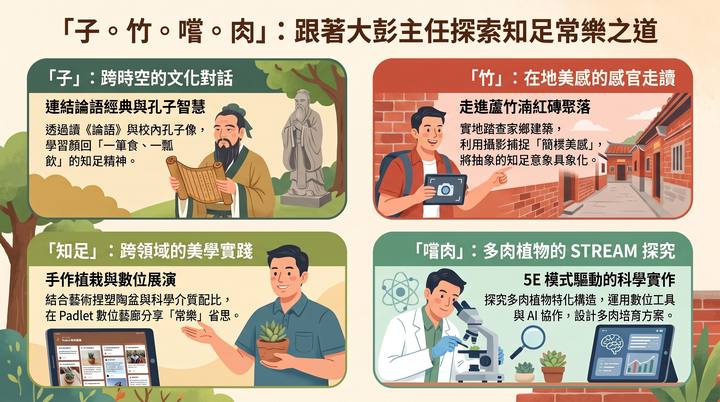 「子。竹。嚐。肉」：跟著大彭主任探索知足常樂之道
「子」：跨時空的文化對話
連結論語經典與孔子智慧
透過讀《論語》與校內孔子像，
學習顏回「一簞食、一瓢
飲」的知足精神。
「竹」：在地美感的感官走讀
走進蘆竹湳紅磚聚落
實地踏查家鄉建築，
利用攝影捕捉「簡樸美感」，
將抽象的知足意象具象化。
「知足」：跨領域的美學實踐
手作植栽與數位展演
結合藝術捏塑陶盆與科學介質配比，
在 Padlet 數位藝廊分享「常樂」省思。
「嚐肉」：多肉植物的 STREAM 探究
5E 模式驅動的科學實作
探究多肉植物特化構造，運用數位工具
與 AI 協作，設計多肉培育方案。